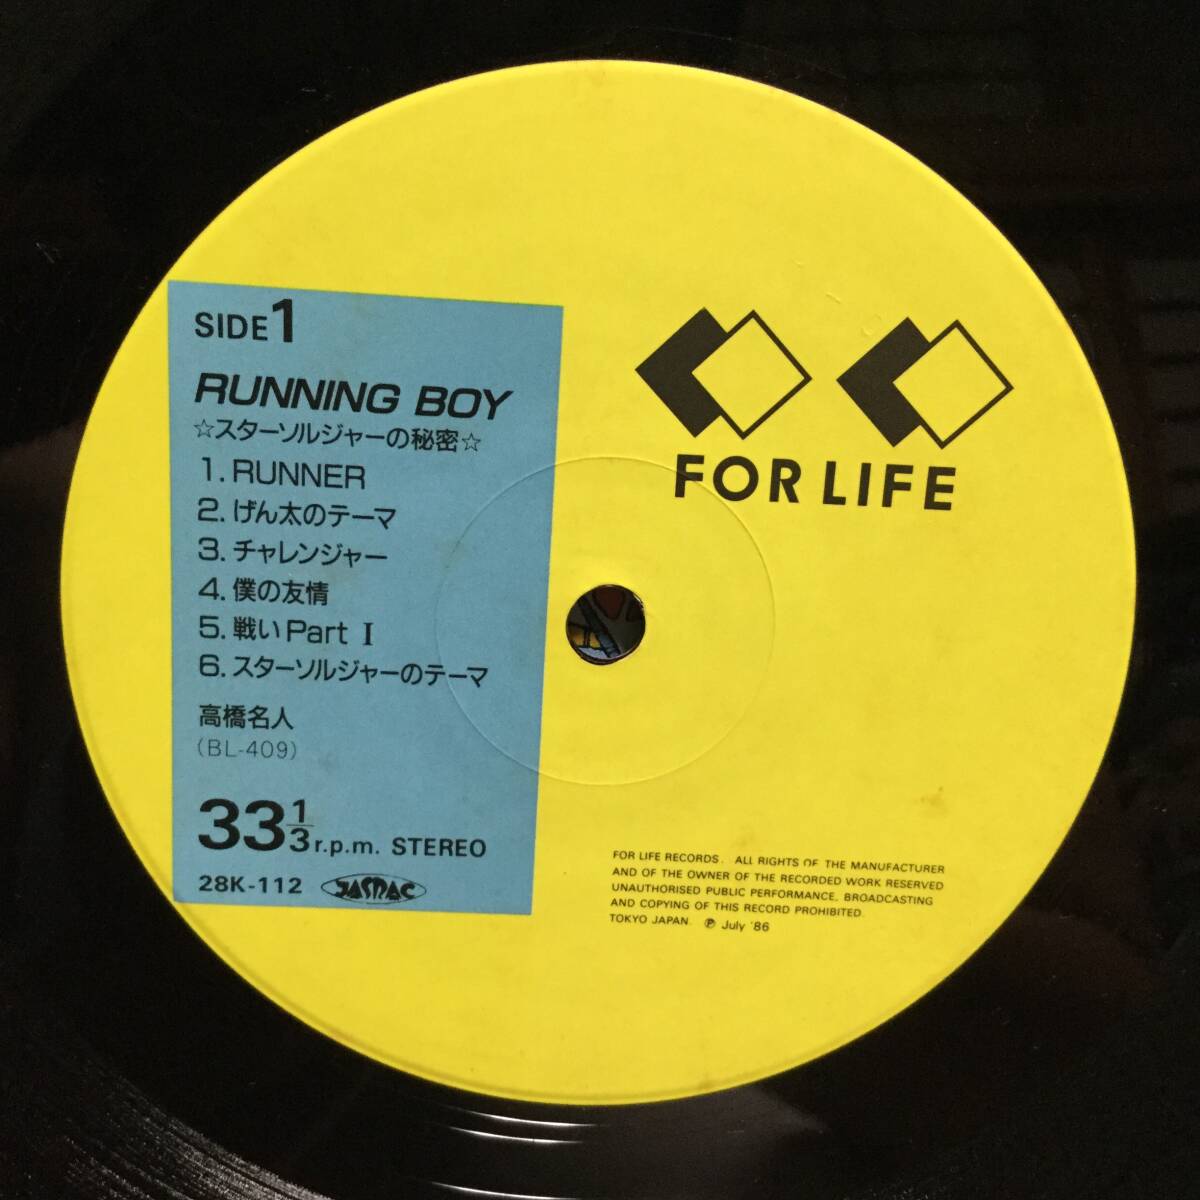 SIDE 1
RUNNING BOY
☆スターソルジャーの秘密☆
1. RUNNER
2. げん太のテーマ
3. チャレンジャー
4. 僕の友情
5. 戦い Part I
6. スターソルジャーのテーマ
高橋名人
(BL-409)
33 1/3 r.p.m. STEREO
28K-112 JASRAC
FOR LIFE
FOR LIFE RECORDS. ALL RIGHTS OF THE MANUFACTURER
AND OF THE OWNER OF THE RECORDED WORK RESERVED
UNAUTHORISED PUBLIC PERFORMANCE, BROADCASTING
AND COPYING OF THIS RECORD PROHIBITED.
TOKYO JAPAN. Ⓟ July '86